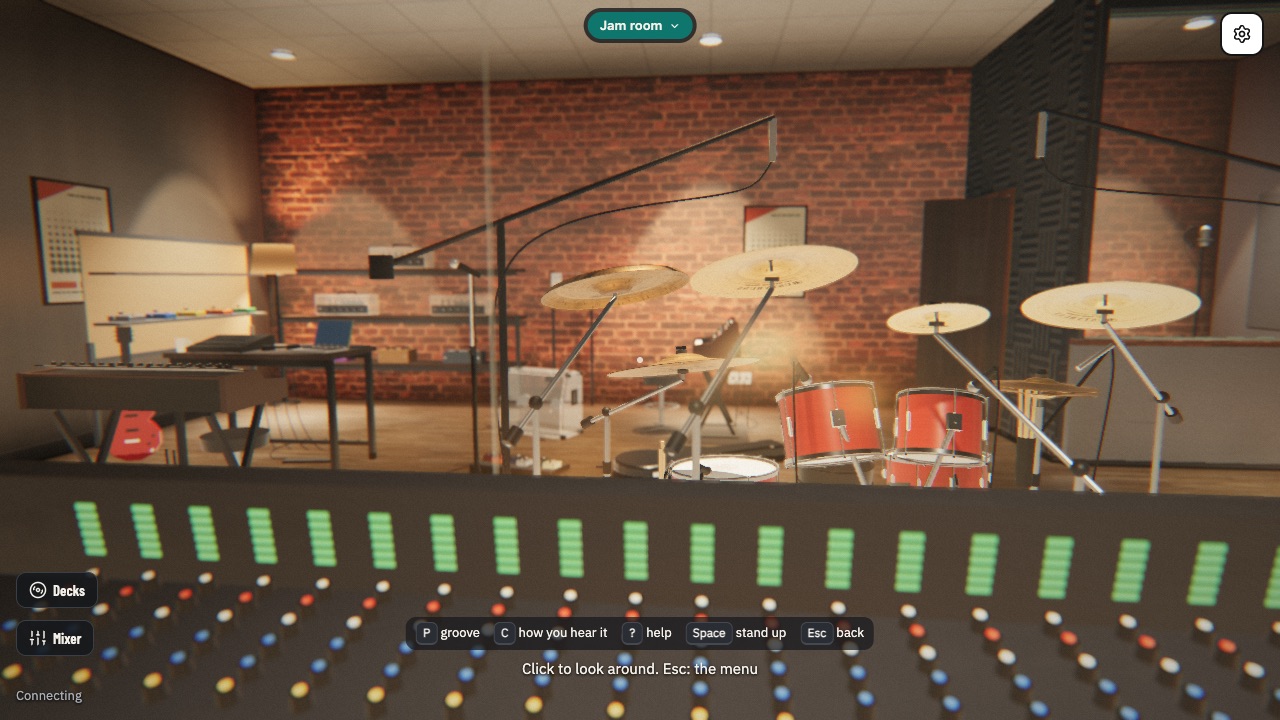 Jam room
Decks
Mixer
P groove C how you hear it ? help Space stand up Esc back
Click to look around. Esc: the menu
Connecting